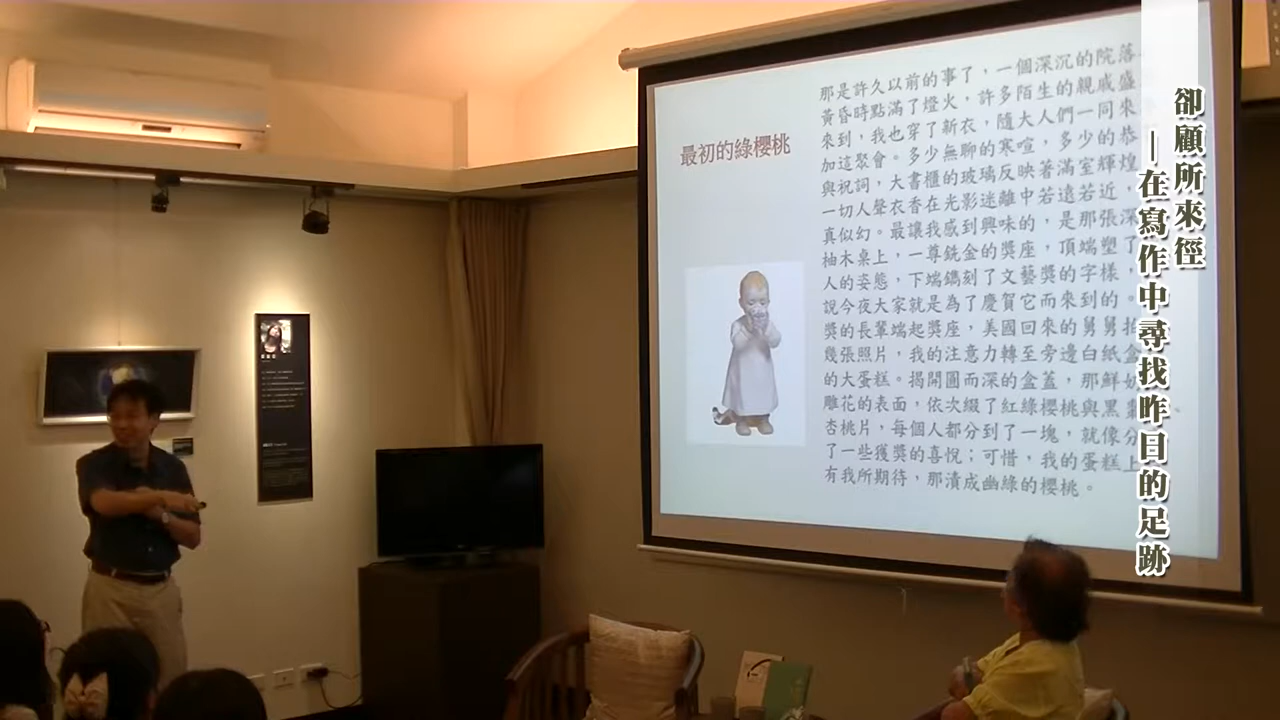 最初的綠櫻桃
那是許久以前的事了，一個深沉的院落
黃昏時點滿了燈火，許多陌生的親戚盛
來到，我也穿了新衣，隨大人們一同來
加這聚會。多少無聊的寒喧，多少的恭
與祝詞，大書櫃的玻璃反映著滿室輝煌
一切人聲衣香在光影迷離中若遠若近，
真似幻。最讓我感到興味的，是那張深
柚木桌上，一尊銑金的獎座，頂端塑了
人的姿態，下端鐫刻了文藝獎的字樣，
說今夜大家就是為了慶賀它而來到的。
獎的長輩端起獎座，美國回來的舅舅拍
幾張照片，我的注意力轉至旁邊白紙盒
的大蛋糕。揭開圓而深的盒蓋，那鮮奶
雕花的表面，依次綴了紅綠櫻桃與黑棗
杏桃片，每個人都分到了一塊，就像分
了一些獲獎的喜悅；可惜，我的蛋糕上
有我所期待，那漬成幽綠的櫻桃。
卻顧所來徑
—在寫作中尋找昨日的足跡